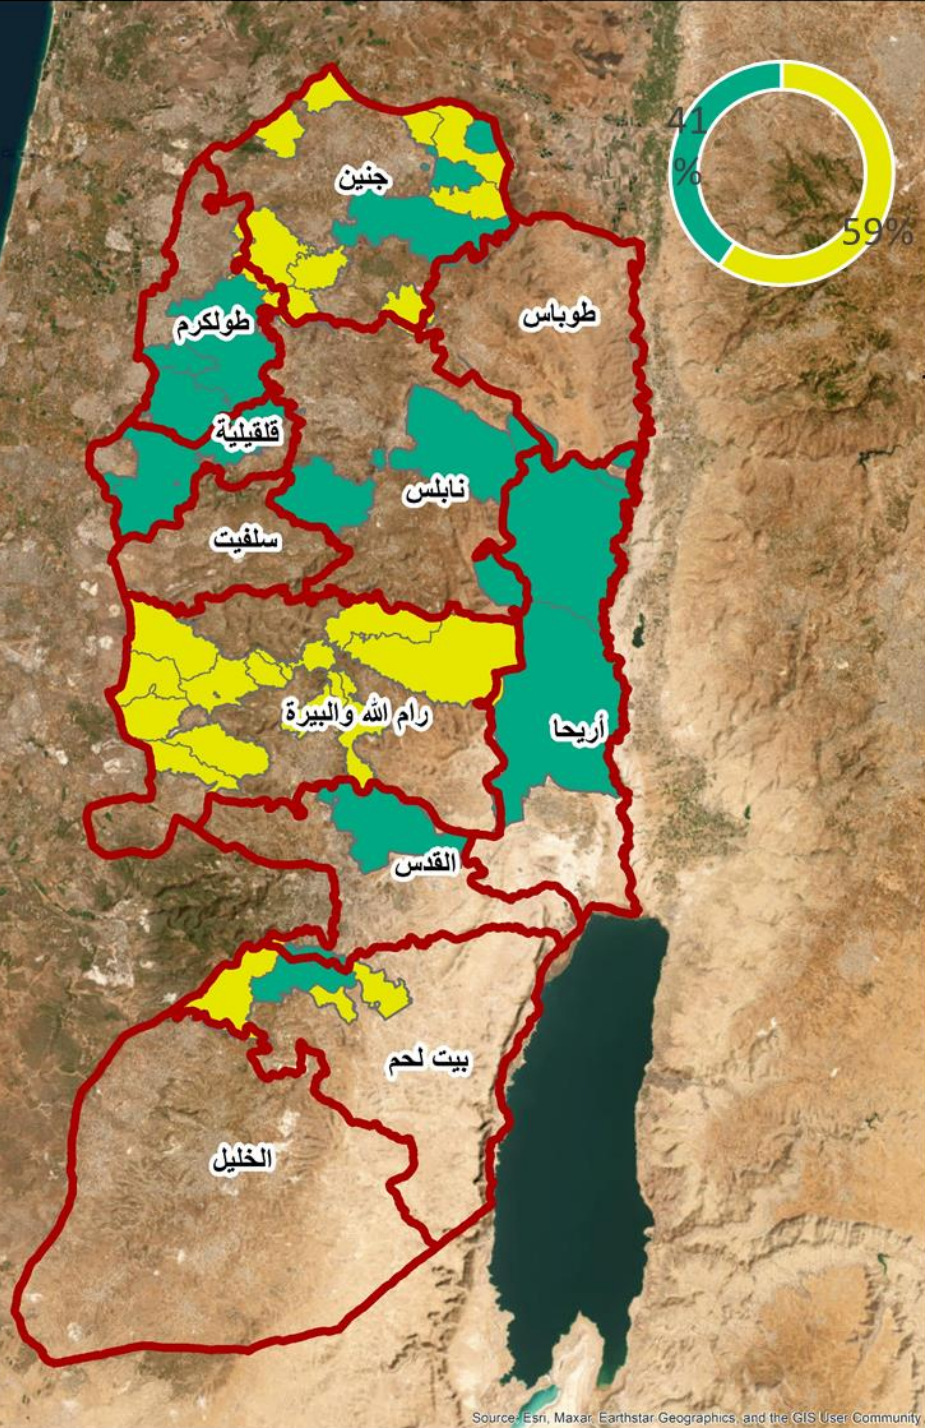 41
%
59%
جنين
طوباس
طولكرم
قلقيلية
نابلس
سلفيت
رام الله والبيرة
أريحا
القدس
بيت لحم
الخليل
Source: Esri, Maxar, Earthstar Geographics, and the GIS User Community